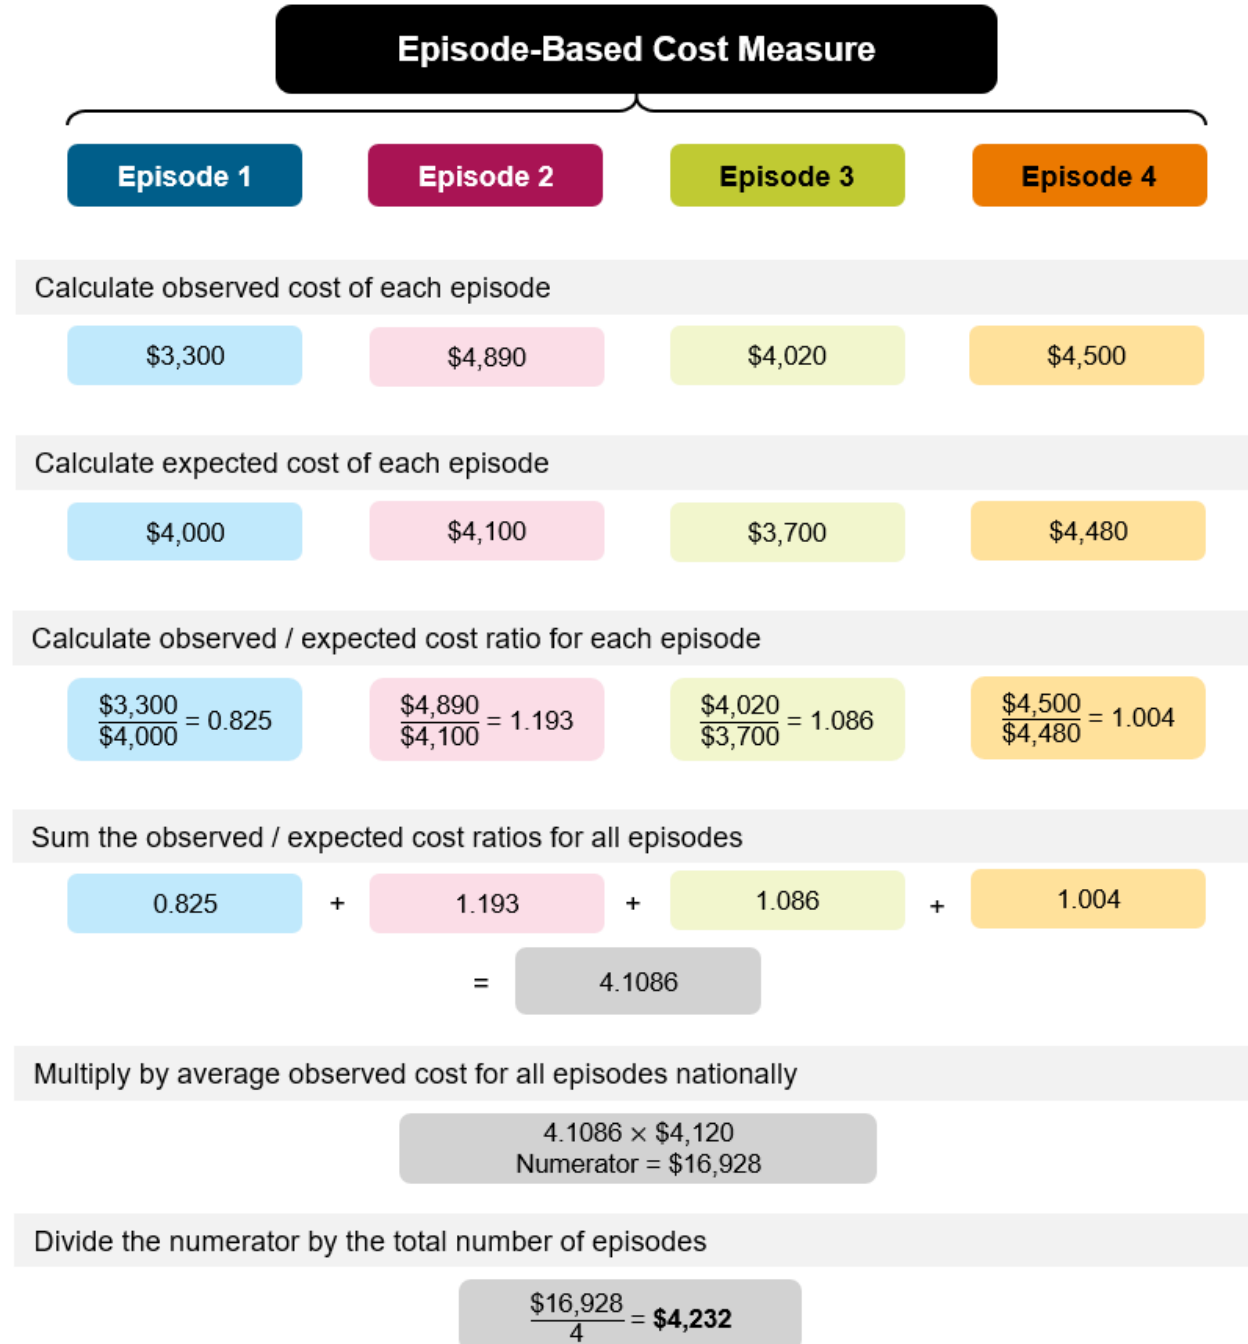 Episode-Based Cost Measure
Episode 1 Episode 2 Episode 3 Episode 4
Calculate observed cost of each episode
$3,300 $4,890 $4,020 $4,500
Calculate expected cost of each episode
$4,000 $4,100 $3,700 $4,480
Calculate observed / expected cost ratio for each episode
$3,300 / $4,000 = 0.825 $4,890 / $4,100 = 1.193 $4,020 / $3,700 = 1.086 $4,500 / $4,480 = 1.004
Sum the observed / expected cost ratios for all episodes
0.825 + 1.193 + 1.086 + 1.004
= 4.1086
Multiply by average observed cost for all episodes nationally
4.1086 × $4,120
Numerator = $16,928
Divide the numerator by the total number of episodes
$16,928 / 4 = $4,232